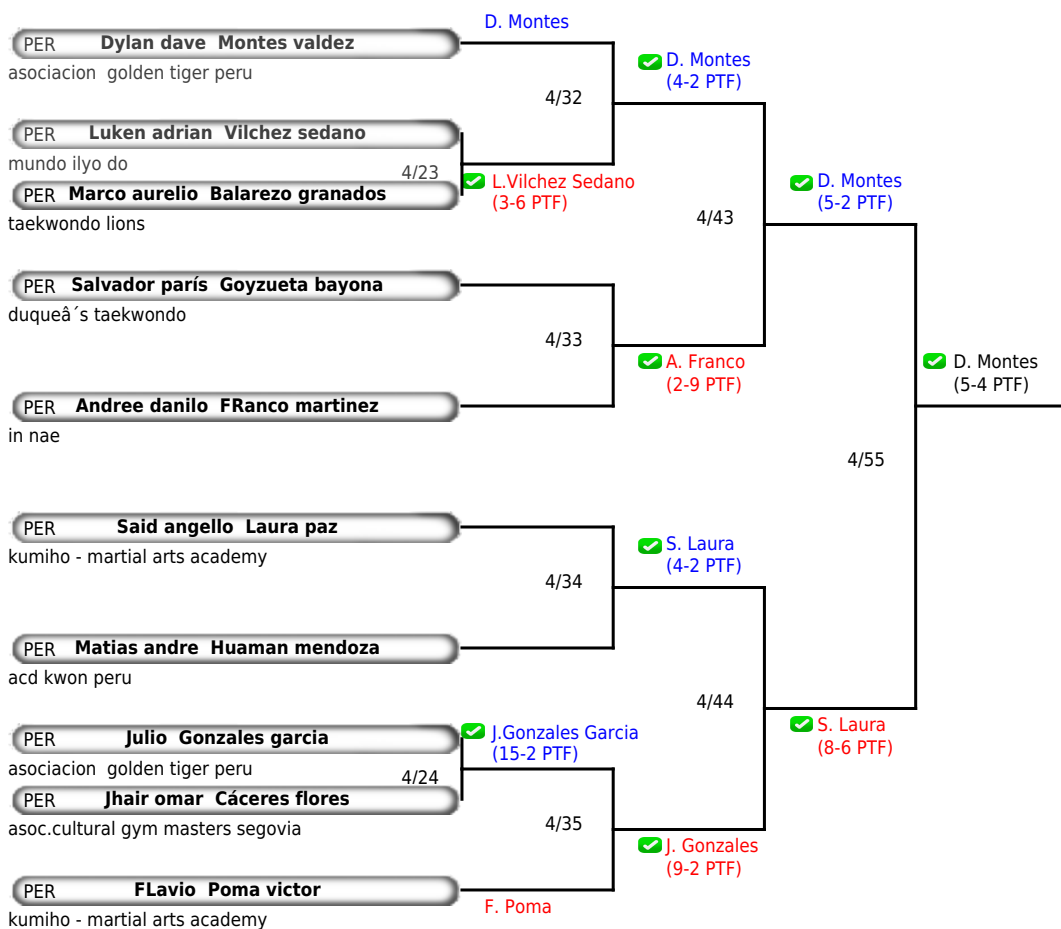 D. Montes
PER Dylan dave Montes valdez
asociacion golden tiger peru
D. Montes
(4-2 PTF)
4/32
PER Luken adrian Vilchez sedano
mundo ilyo do
4/23
PER Marco aurelio Balarezo granados
taekwondo lions
L.Vilchez Sedano
(3-6 PTF)
D. Montes
(5-2 PTF)
4/43
PER Salvador parís Goyzueta bayona
duqueâ´s taekwondo
4/33
A. Franco
(2-9 PTF)
D. Montes
(5-4 PTF)
PER Andree danilo FRanco martinez
in nae
4/55
PER Said angello Laura paz
kumiho - martial arts academy
S. Laura
(4-2 PTF)
4/34
PER Matias andre Huaman mendoza
acd kwon peru
4/44
S. Laura
(8-6 PTF)
PER Julio Gonzales garcia
asociacion golden tiger peru
J.Gonzales Garcia
(15-2 PTF)
4/24
PER Jhair omar Cáceres flores
asoc.cultural gym masters segovia
4/35
J. Gonzales
(9-2 PTF)
PER FLavio Poma victor
kumiho - martial arts academy
F. Poma